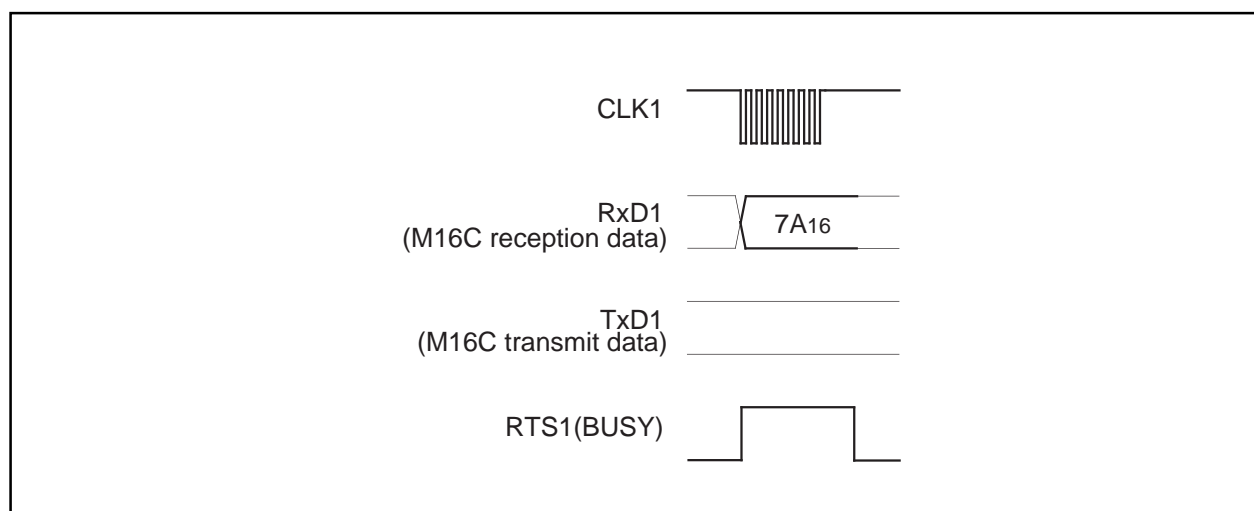 CLK1
RxD1
(M16C reception data)
7A16
TxD1
(M16C transmit data)
RTS1(BUSY)